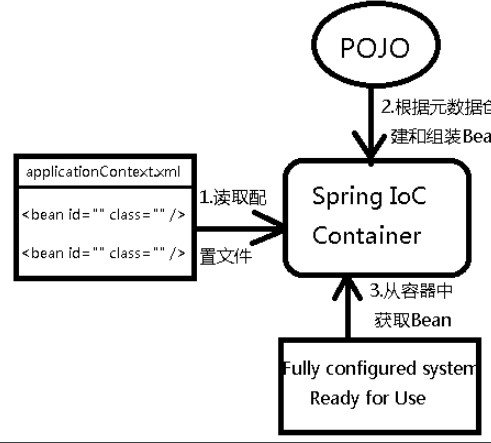 POJO
2.根据元数据创
建和组装Bea
applicationContext.xml
<bean id="" class="" />
<bean id="" class="" />
1.读取配
置文件
Spring IoC
Container
3.从容器中
获取Bean
Fully configured system
Ready for Use